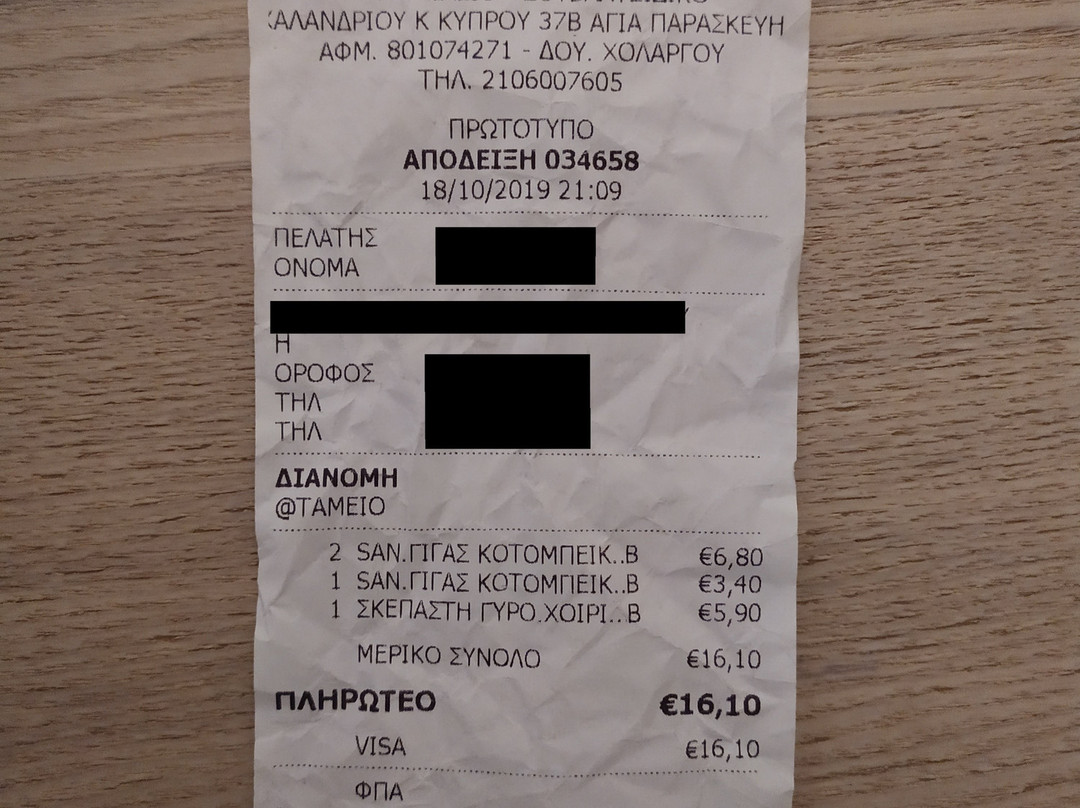 ΧΑΛΑΝΔΡΙΟΥ Κ ΚΥΠΡΟΥ 37Β ΑΓΙΑ ΠΑΡΑΣΚΕΥΗ
ΑΦΜ. 801074271 - ΔΟΥ. ΧΟΛΑΡΓΟΥ
ΤΗΛ. 2106007605
ΠΡΩΤΟΤΥΠΟ
ΑΠΟΔΕΙΞΗ 034658
18/10/2019 21:09
ΠΕΛΑΤΗΣ
ΟΝΟΜΑ
Η
ΟΡΟΦΟΣ
ΤΗΛ
ΤΗΛ
ΔΙΑΝΟΜΗ
@ΤΑΜΕΙΟ
2 SAN.ΓΙΓΑΣ ΚΟΤΟΜΠΕΙΚ..Β €6,80
1 SAN.ΓΙΓΑΣ ΚΟΤΟΜΠΕΙΚ..Β €3,40
1 ΣΚΕΠΑΣΤΗ ΓΥΡΟ.ΧΟΙΡΙ..Β €5,90
ΜΕΡΙΚΟ ΣΥΝΟΛΟ €16,10
ΠΛΗΡΩΤΕΟ €16,10
VISA €16,10
ΦΠΑ